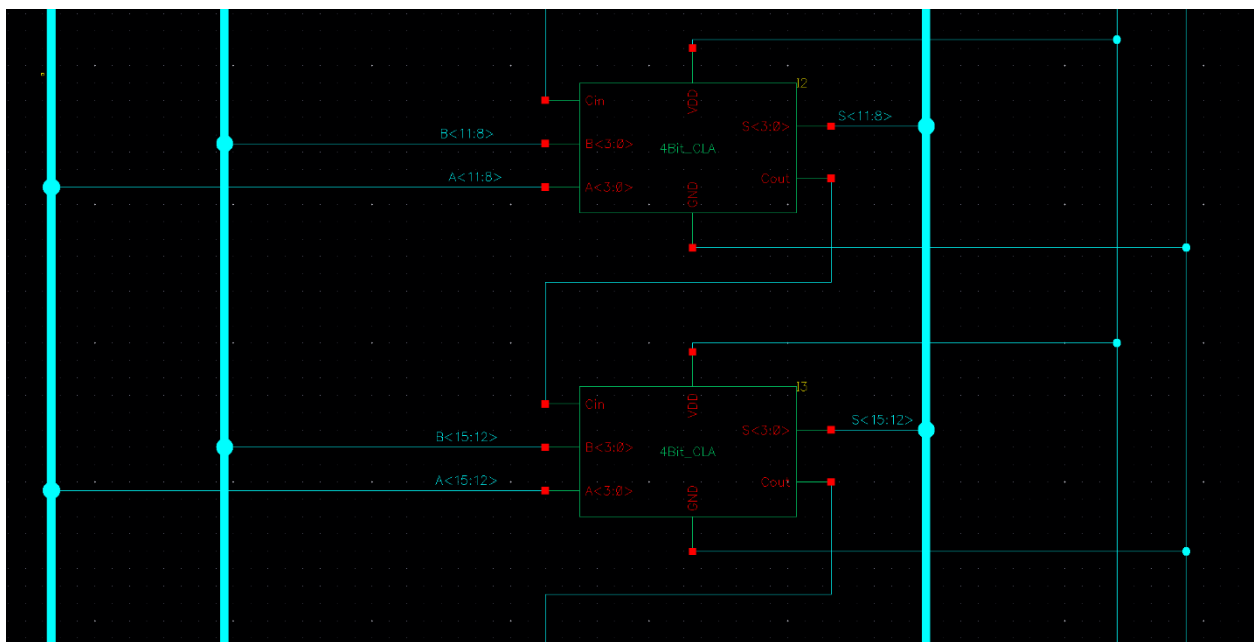 I2
Cin
VDD
S<3:0>
S<11:8>
B<11:8>
B<3:0>
4Bit_CLA
A<11:8>
A<3:0>
GND
Cout
I3
Cin
VDD
S<3:0>
S<15:12>
B<15:12>
B<3:0>
4Bit_CLA
A<15:12>
A<3:0>
GND
Cout